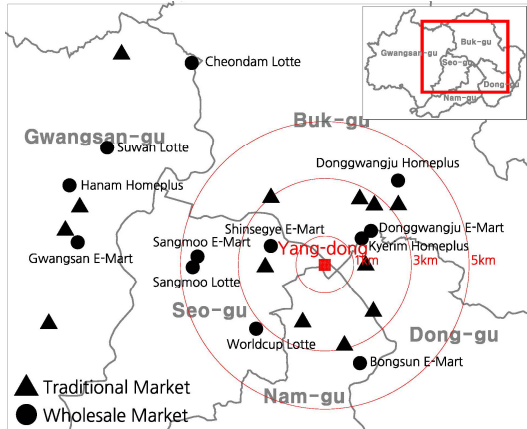 Gwangsan-gu
Buk-gu
Seo-gu
Dong-gu
Nam-gu
Cheondam Lotte
Buk-gu
Gwangsan-gu
Suwan Lotte
Donggwangju Homeplus
Hanam Homeplus
Shinsegye E-Mart
Donggwangju E-Mart
Sangmoo E-Mart
Yang-dong
Kyerim Homeplus
Gwangsan E-Mart
1km
3km
5km
Sangmoo Lotte
Seo-gu
Worldcup Lotte
Dong-gu
Bongsun E-Mart
Traditional Market
Nam-gu
Wholesale Market